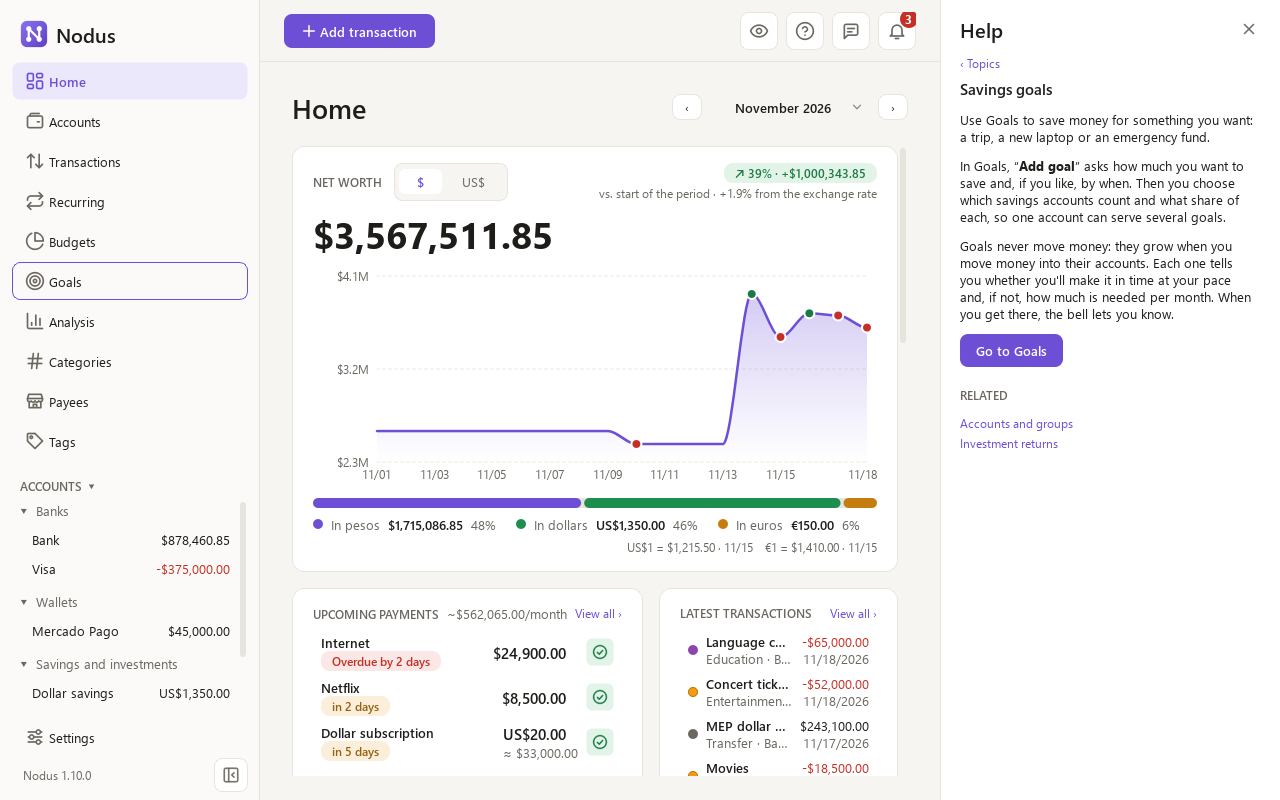 Nodus
Home
Accounts
Transactions
Recurring
Budgets
Goals
Analysis
Categories
Payees
Tags
ACCOUNTS ▼
▼ Banks
Bank $878,460.85
Visa -$375,000.00
▼ Wallets
Mercado Pago $45,000.00
▼ Savings and investments
Dollar savings US$1,350.00
Settings
Nodus 1.10.0
+ Add transaction
3
Home
‹ November 2026 ›
NET WORTH $ US$
↗ 39% · +$1,000,343.85
vs. start of the period · +1.9% from the exchange rate
$3,567,511.85
$4.1M
$3.2M
$2.3M
11/01 11/03 11/05 11/07 11/09 11/11 11/13 11/15 11/18
In pesos $1,715,086.85 48% In dollars US$1,350.00 46% In euros €150.00 6%
US$1 = $1,215.50 · 11/15 €1 = $1,410.00 · 11/15
UPCOMING PAYMENTS ~$562,065.00/month View all ›
Internet
Overdue by 2 days
$24,900.00
Netflix
in 2 days
$8,500.00
Dollar subscription
in 5 days
US$20.00
≈ $33,000.00
LATEST TRANSACTIONS View all ›
Language c... -$65,000.00
Education · B... 11/18/2026
Concert tick... -$52,000.00
Entertainmen... 11/18/2026
MEP dollar ... $243,100.00
Transfer · Ba... 11/17/2026
Movies -$18,500.00
Help
‹ Topics
Savings goals
Use Goals to save money for something you want:
a trip, a new laptop or an emergency fund.
In Goals, "Add goal" asks how much you want to
save and, if you like, by when. Then you choose
which savings accounts count and what share of
each, so one account can serve several goals.
Goals never move money: they grow when you
move money into their accounts. Each one tells
you whether you'll make it in time at your pace
and, if not, how much is needed per month. When
you get there, the bell lets you know.
Go to Goals
RELATED
Accounts and groups
Investment returns